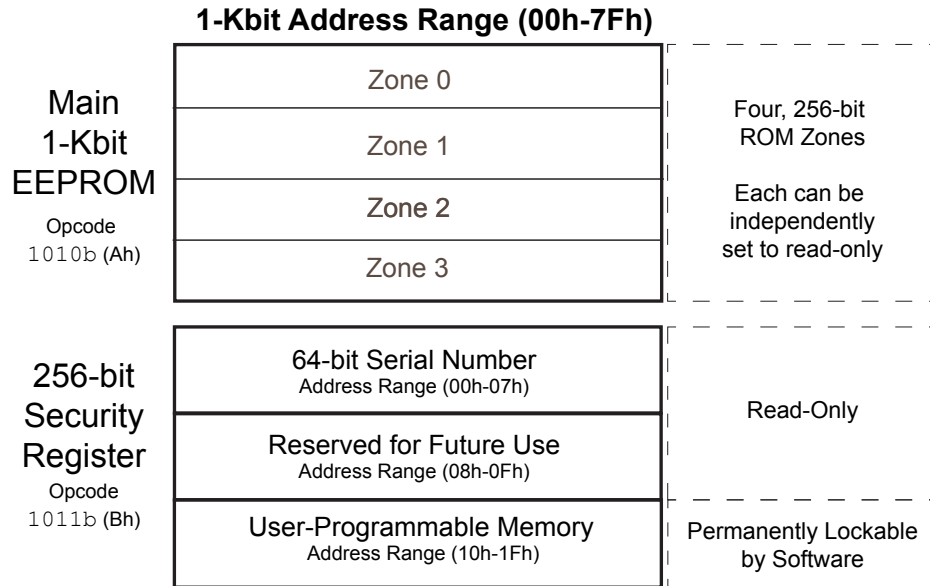 1-Kbit Address Range (00h-7Fh)
Main
1-Kbit
EEPROM
Opcode
1010b (Ah)
Zone 0
Zone 1
Zone 2
Zone 3
Four, 256-bit
ROM Zones
Each can be
independently
set to read-only
256-bit
Security
Register
Opcode
1011b (Bh)
64-bit Serial Number
Address Range (00h-07h)
Reserved for Future Use
Address Range (08h-0Fh)
User-Programmable Memory
Address Range (10h-1Fh)
Read-Only
Permanently Lockable
by Software